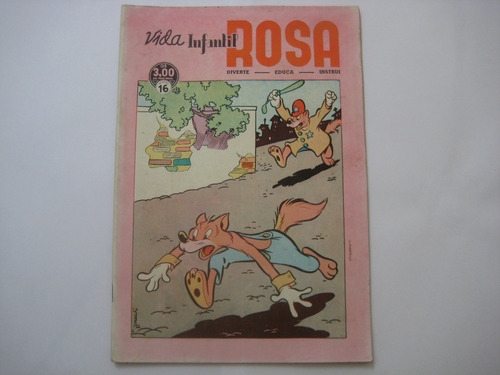 Vida Infantil ROSA
DIVERTE — EDUCA — INSTRUI
3,00
16